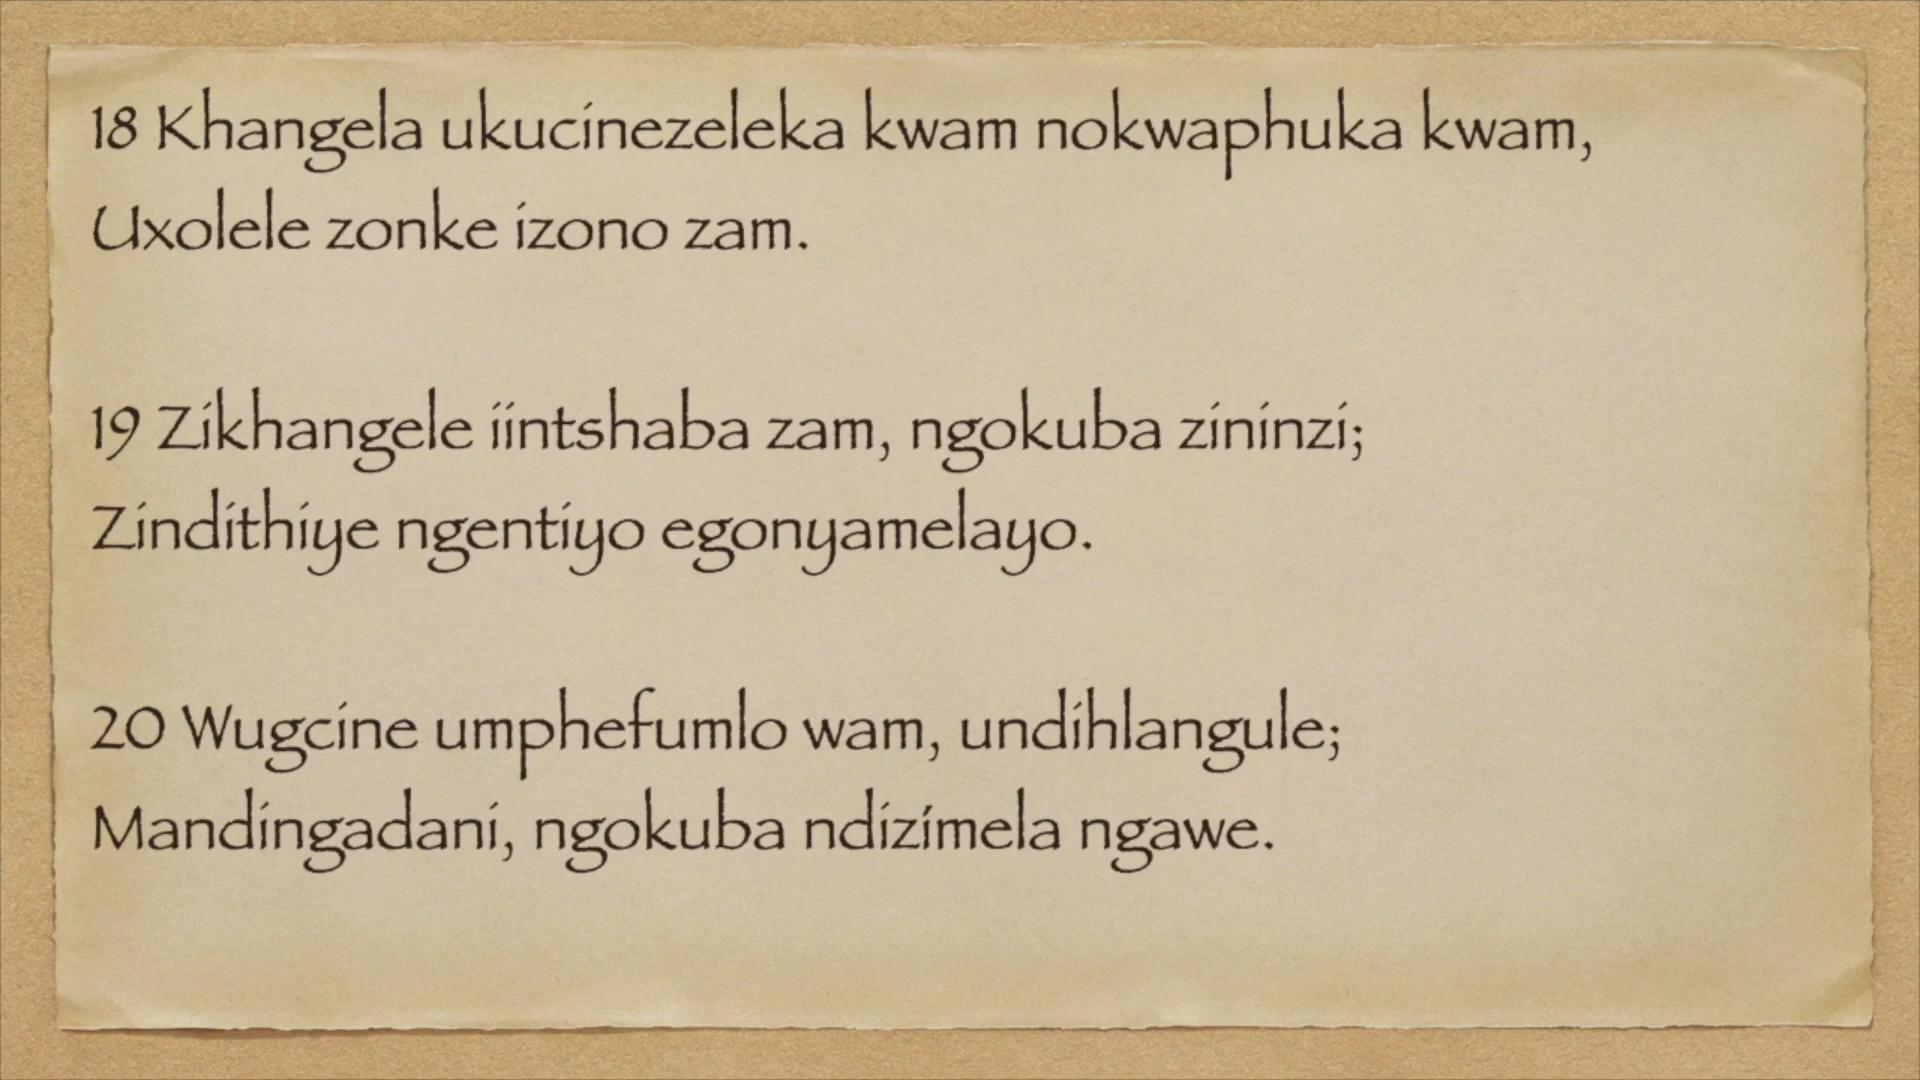 18 Khangela ukucinezeleka kwam nokwaphuka kwam,
Uxolele zonke izono zam.
19 Zikhangele iintshaba zam, ngokuba zininzi;
Zindithiye ngentiyo egonyamelayo.
20 Wugcine umphefumlo wam, undihlangule;
Mandingadani, ngokuba ndizímela ngawe.